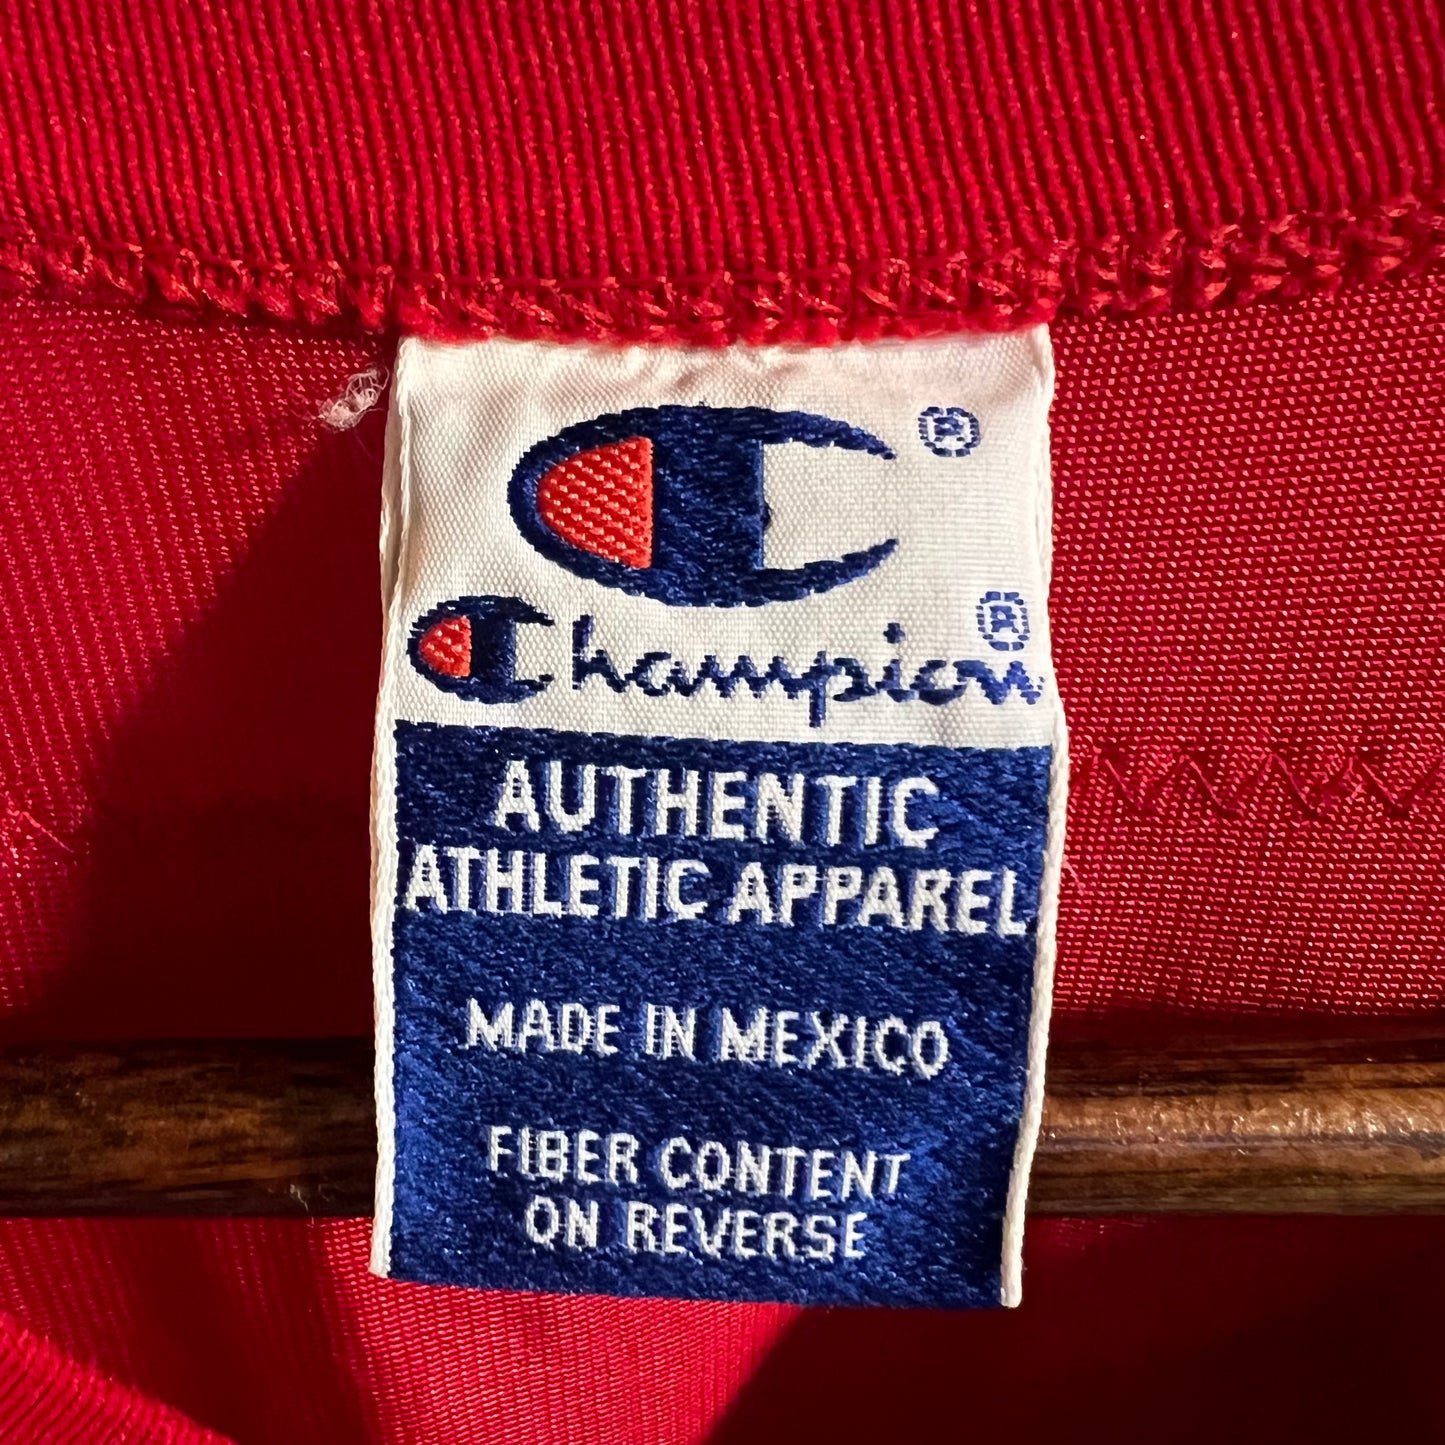 ®
Champion®
AUTHENTIC
ATHLETIC APPAREL
MADE IN MEXICO
FIBER CONTENT
ON REVERSE